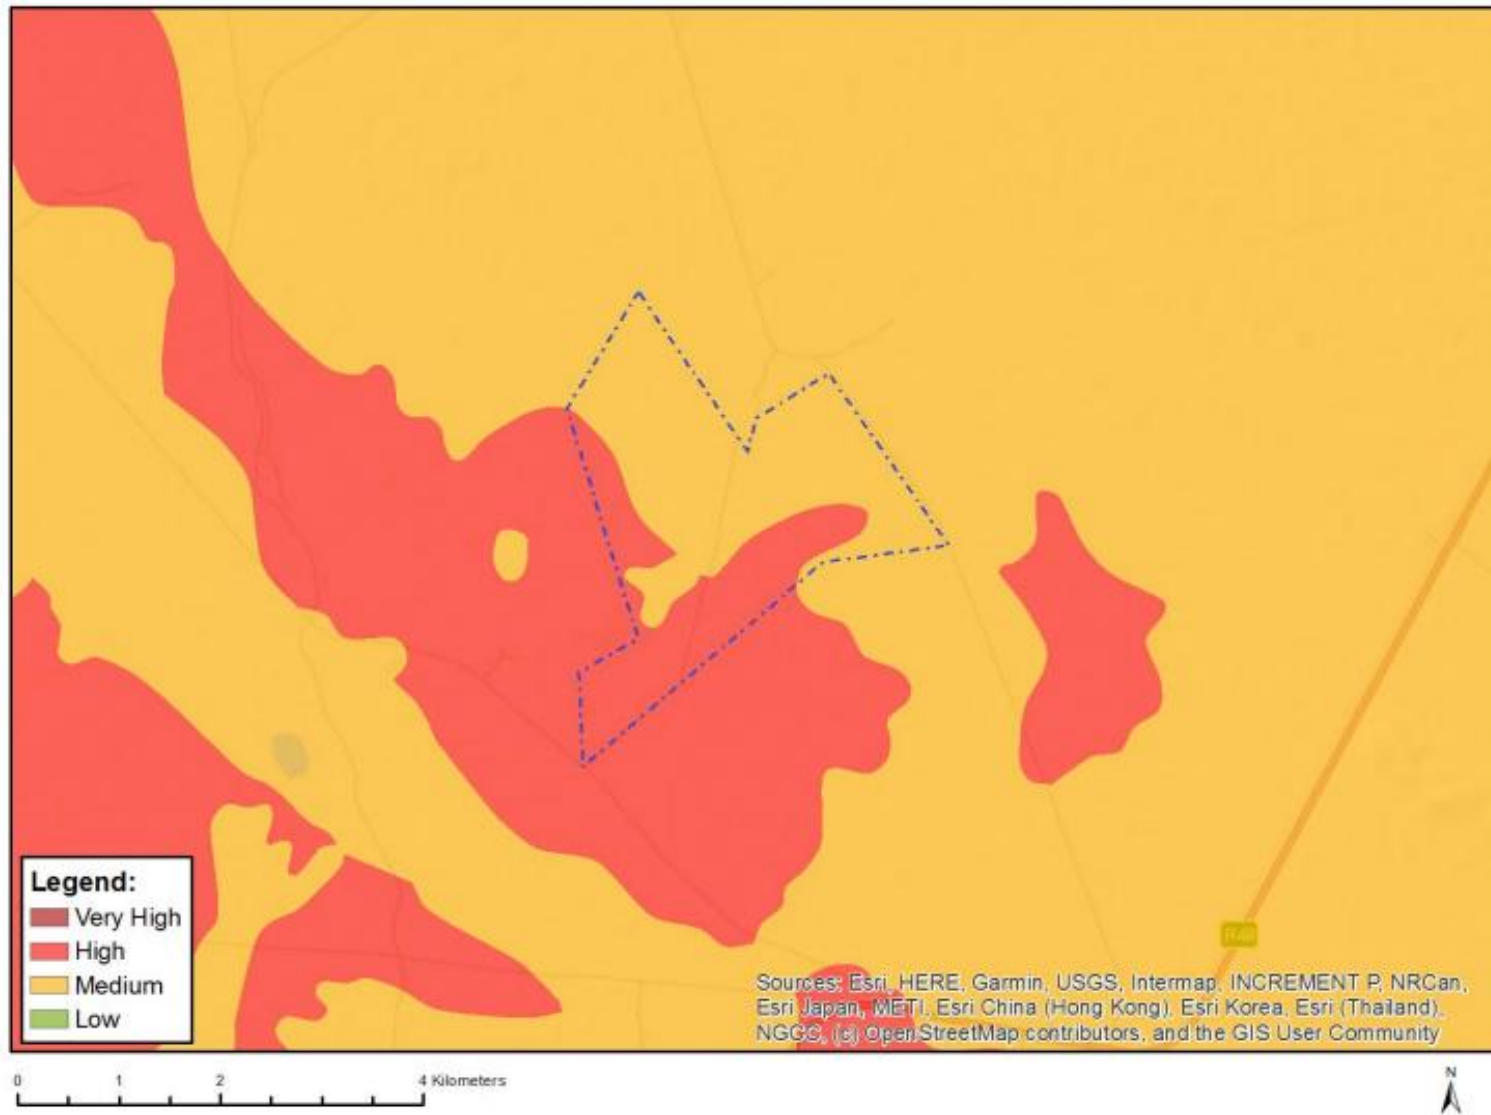 Legend:
Very High
High
Medium
Low
Sources: Esri, HERE, Garmin, USGS, Intermap, INCREMENT P, NRCan,
Esri Japan, METI, Esri China (Hong Kong), Esri Korea, Esri (Thailand),
NGCC, (c) OpenStreetMap contributors, and the GIS User Community
0 1 2 4 Kilometers
N